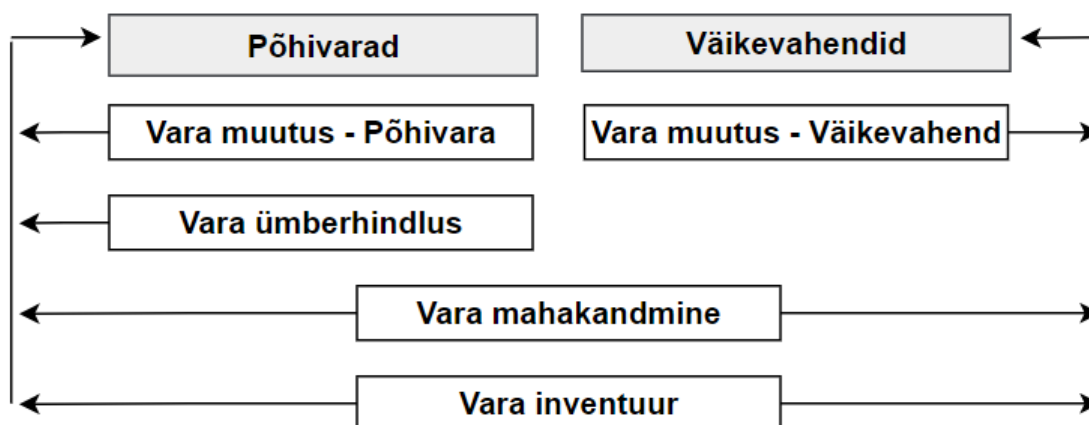 Põhivarad
Väikevahendid
Vara muutus - Põhivara
Vara muutus - Väikevahend
Vara ümberhindlus
Vara mahakandmine
Vara inventuur